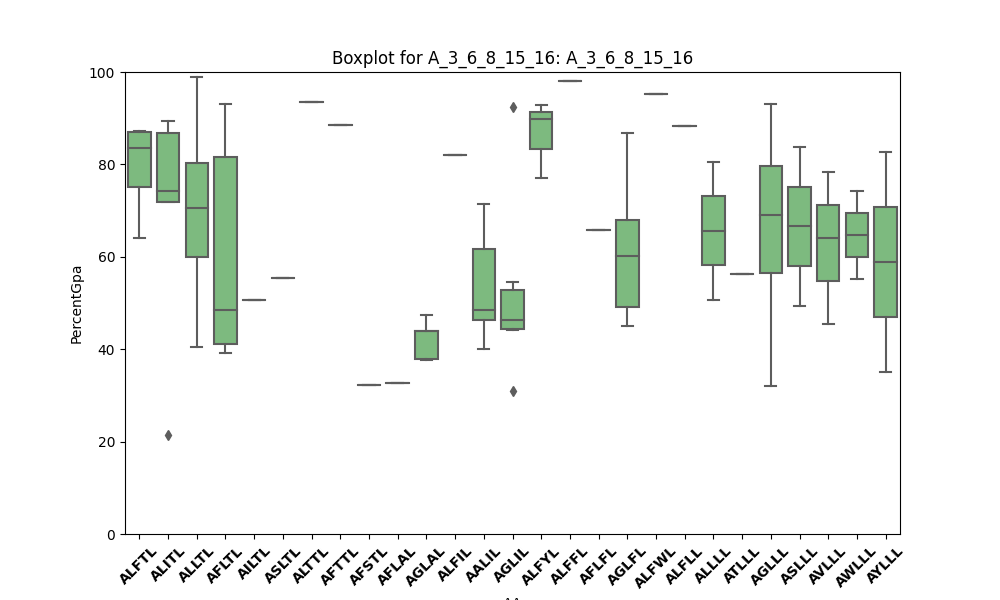 Boxplot for A_3_6_8_15_16: A_3_6_8_15_16
PercentGpa
100
80
60
40
20
0
ALFTL ALITL ALLTL AFLTL AILTL ASLTL ALTTL AFTTL AFSTL AFLAL AGLAL ALFIL AALIL AGLIL ALFYL ALFFL AFLFL AGLFL ALFWL ALFLL ALLLL ATLLL AGLLL ASLLL AVLLL AWLLL AYLLL